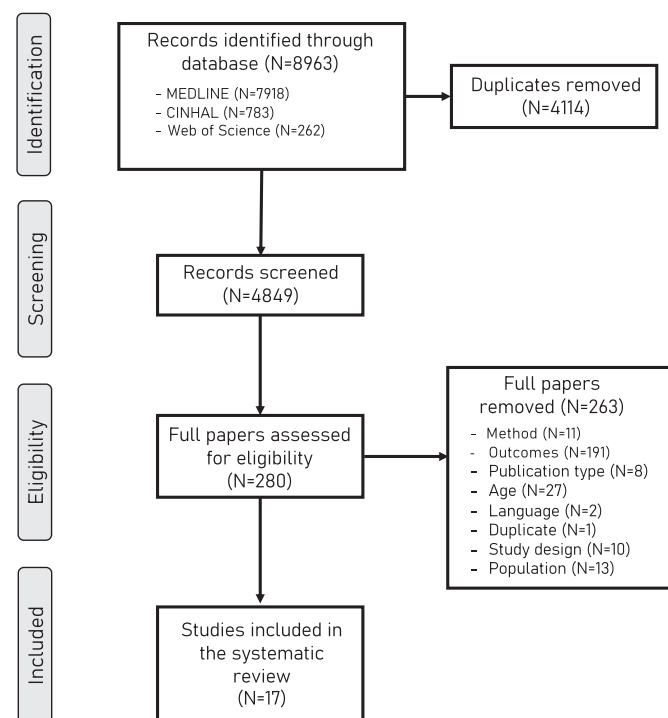 Identification
Records identified through
database (N=8963)
- MEDLINE (N=7918)
- CINHAL (N=783)
- Web of Science (N=262)
Duplicates removed
(N=4114)
Screening
Records screened
(N=4849)
Eligibility
Full papers assessed
for eligibility
(N=280)
Full papers
removed (N=263)
- Method (N=11)
- Outcomes (N=191)
- Publication type (N=8)
- Age (N=27)
- Language (N=2)
- Duplicate (N=1)
- Study design (N=10)
- Population (N=13)
Included
Studies included in
the systematic
review
(N=17)